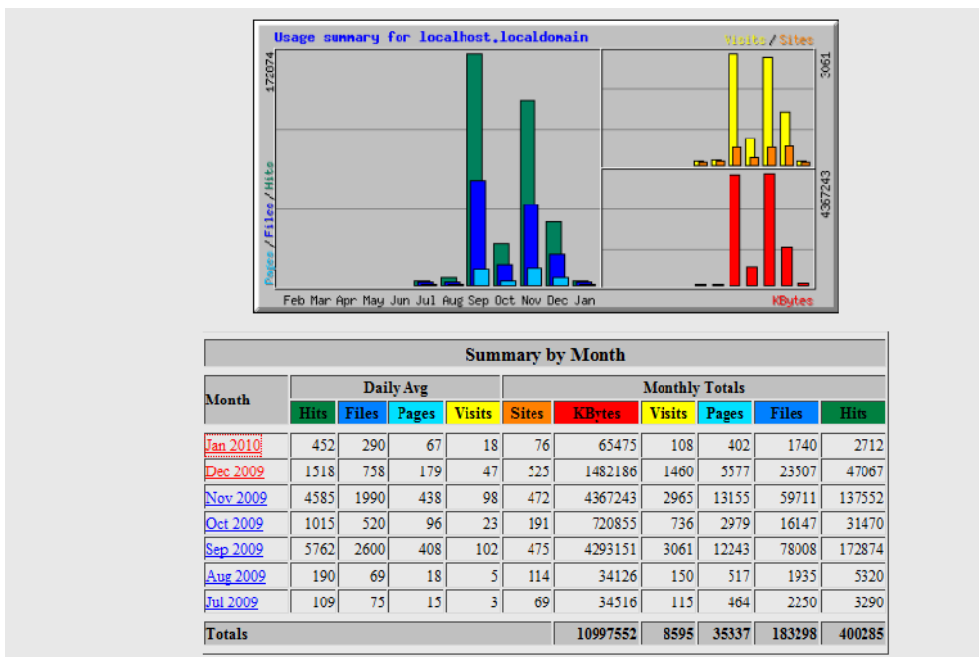 Usage summary for localhost.localdomain
Visits / Sites
172874
3061
Pages / Files / Hits
4367243
Feb Mar Apr May Jun Jul Aug Sep Oct Nov Dec Jan
KBytes
Summary by Month
Month Daily Avg Monthly Totals
Hits Files Pages Visits Sites KBytes Visits Pages Files Hits
Jan 2010 452 290 67 18 76 65475 108 402 1740 2712
Dec 2009 1518 758 179 47 525 1482186 1460 5577 23507 47067
Nov 2009 4585 1990 438 98 472 4367243 2965 13155 59711 137552
Oct 2009 1015 520 96 23 191 720855 736 2979 16147 31470
Sep 2009 5762 2600 408 102 475 4293151 3061 12243 78008 172874
Aug 2009 190 69 18 5 114 34126 150 517 1935 5320
Jul 2009 109 75 15 3 69 34516 115 464 2250 3290
Totals 10997552 8595 35337 183298 400285